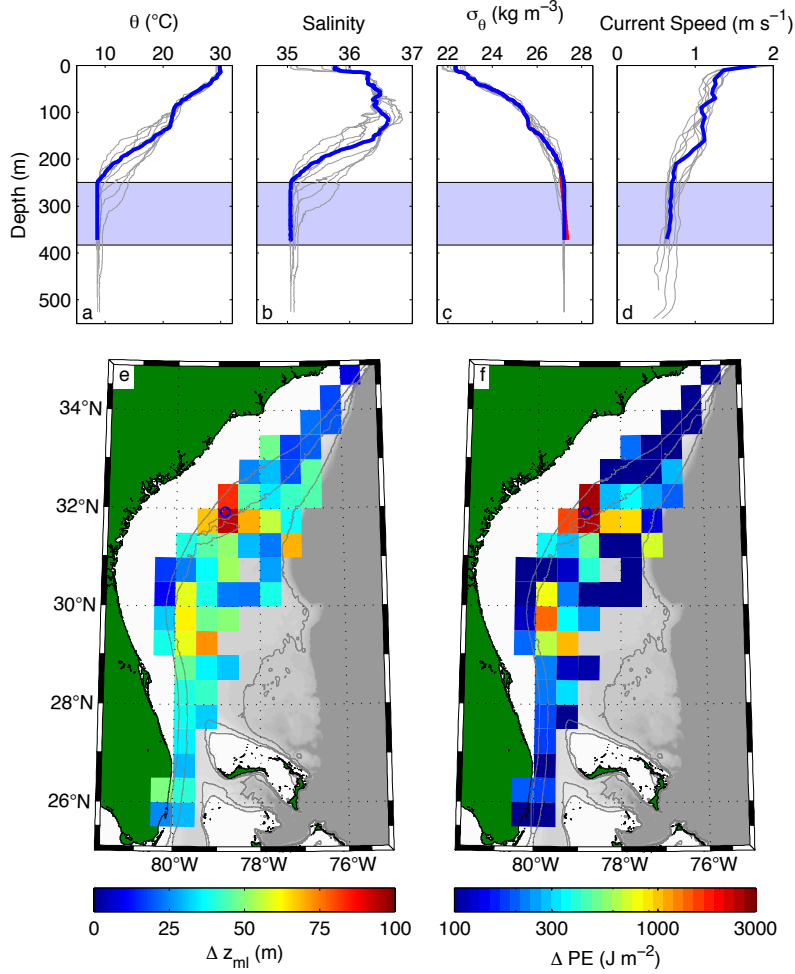 θ (°C)
Salinity
σθ (kg m−3)
Current Speed (m s−1)
10 20 30
35 36 37
22 24 26 28
0 1 2
0
100
200
300
400
500
Depth (m)
a
b
c
d
e
f
34°N
32°N
30°N
28°N
26°N
80°W 78°W 76°W
80°W 78°W 76°W
0 25 50 75 100
Δ zml (m)
100 300 1000 3000
Δ PE (J m−2)